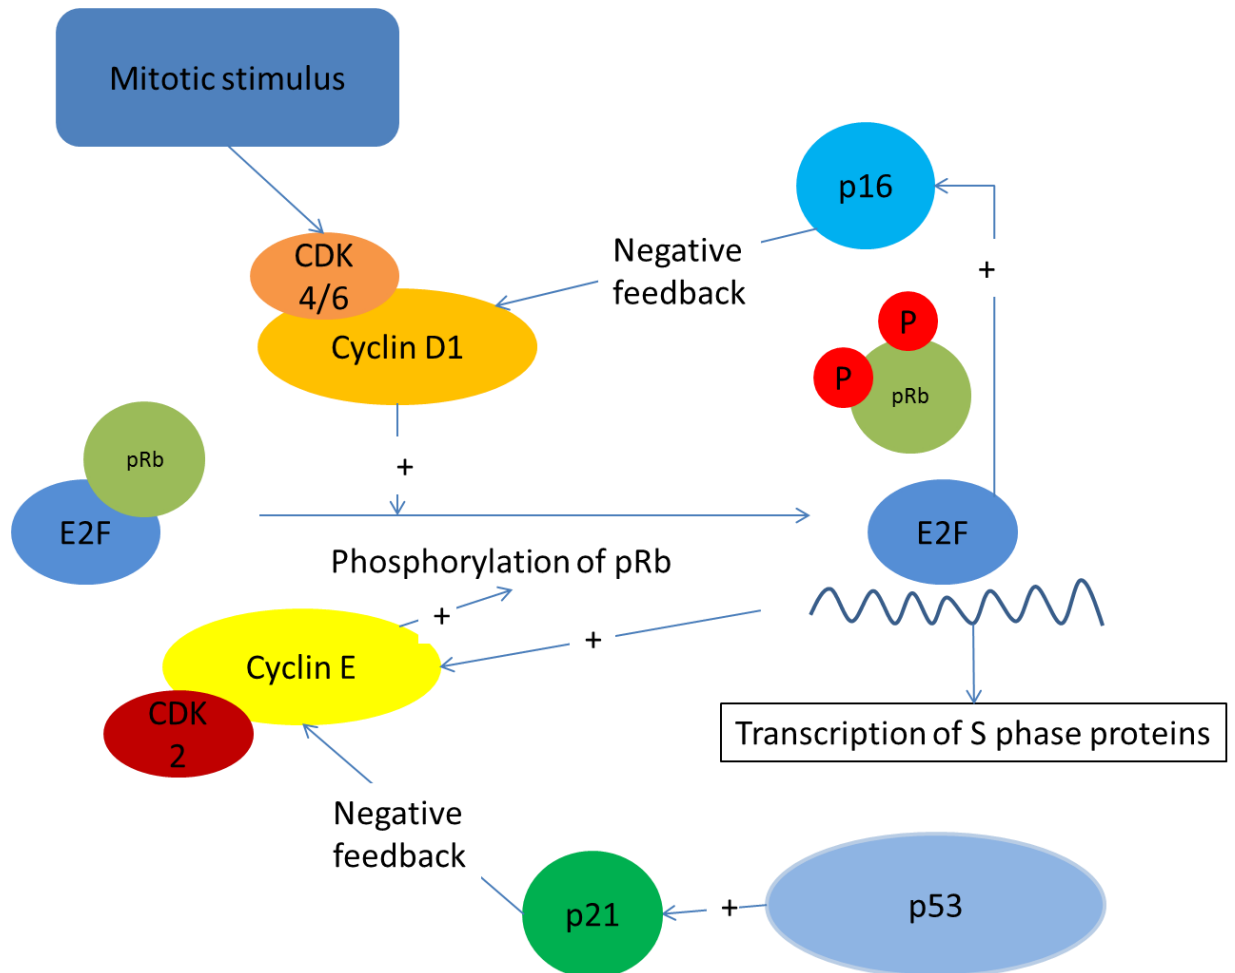 Mitotic stimulus
p16
CDK
4/6
Negative
feedback
+
Cyclin D1
P
P
pRb
pRb
+
E2F
E2F
Phosphorylation of pRb
+
+
Cyclin E
CDK
2
Transcription of S phase proteins
Negative
feedback
p21
+
p53